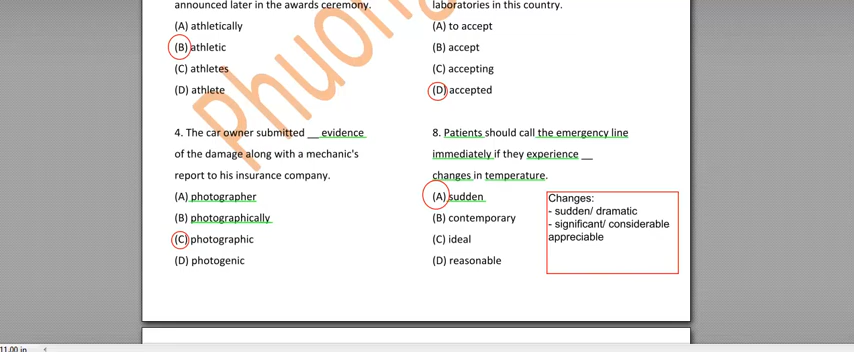 announced later in the awards ceremony.
(A) athletically
(B) athletic
(C) athletes
(D) athlete
4. The car owner submitted __ evidence
of the damage along with a mechanic's
report to his insurance company.
(A) photographer
(B) photographically
(C) photographic
(D) photogenic
laboratories in this country.
(A) to accept
(B) accept
(C) accepting
(D) accepted
8. Patients should call the emergency line
immediately if they experience __
changes in temperature.
(A) sudden
(B) contemporary
(C) ideal
(D) reasonable
Changes:
- sudden/ dramatic
- significant/ considerable
appreciable
Phuong
11.00 in